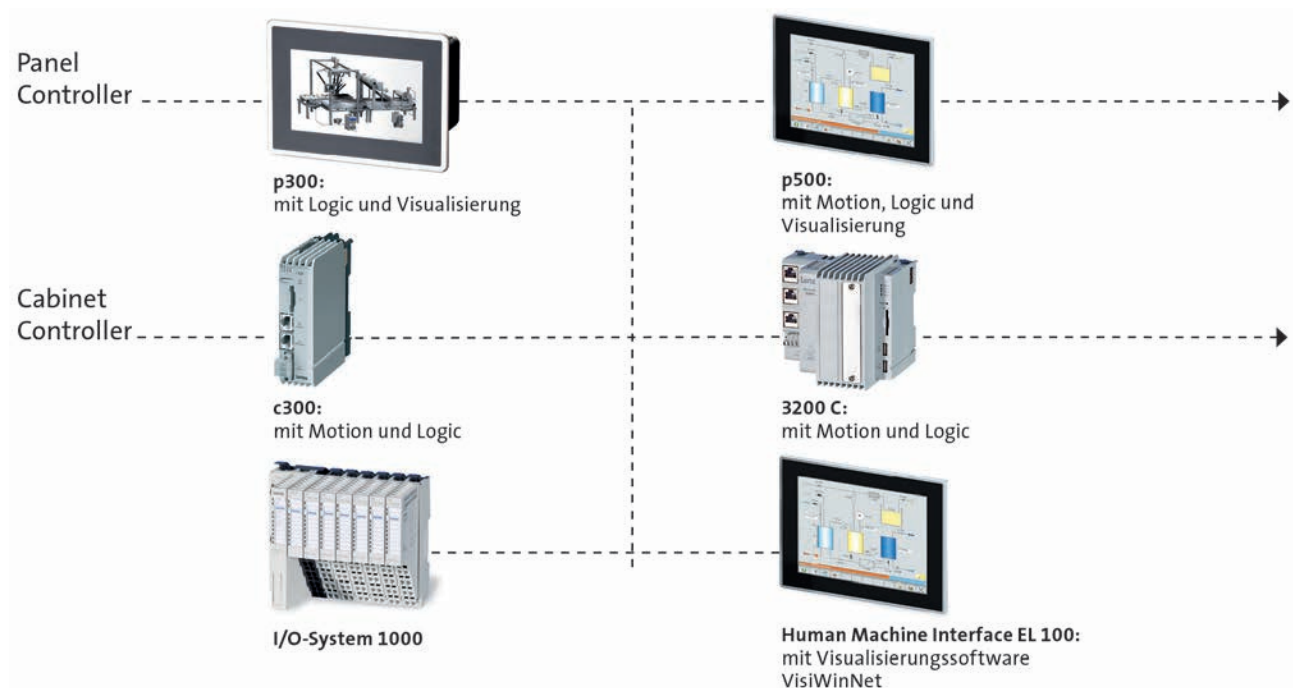 Panel
Controller
p300:
mit Logic und Visualisierung
p500:
mit Motion, Logic und
Visualisierung
Cabinet
Controller
c300:
mit Motion und Logic
3200 C:
mit Motion und Logic
I/O-System 1000
Human Machine Interface EL 100:
mit Visualisierungssoftware
VisiWinNet